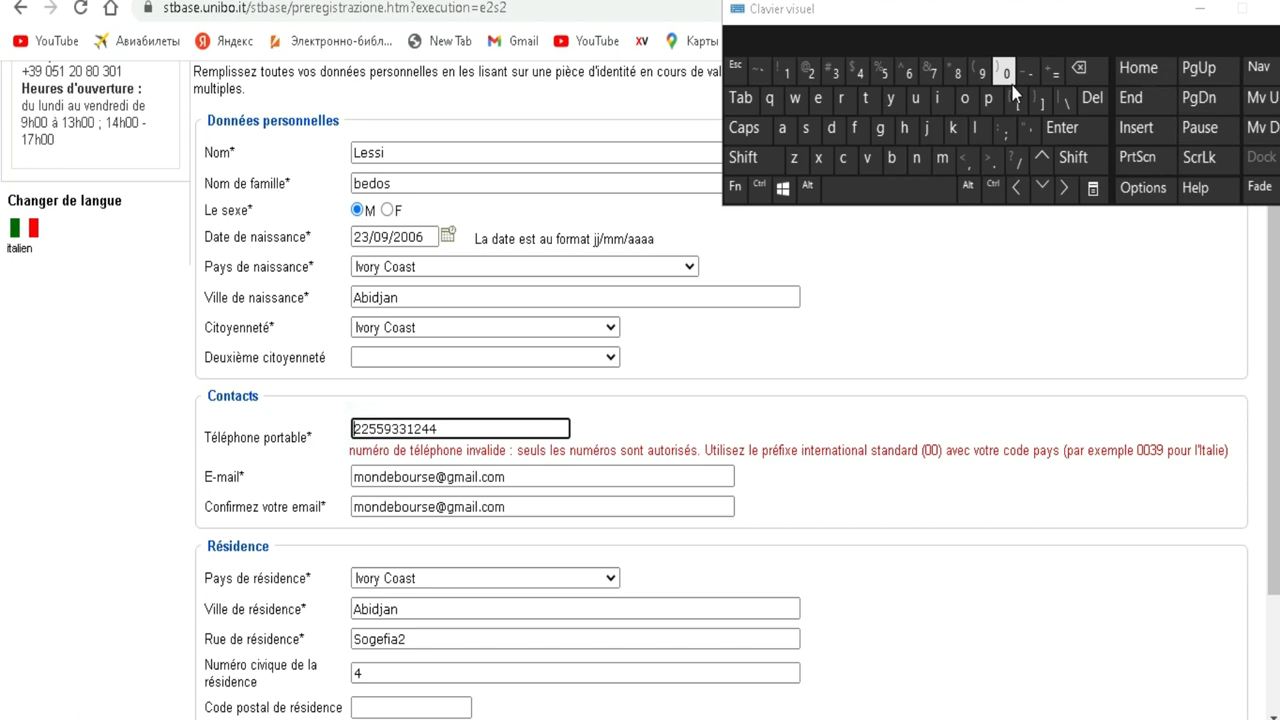 stbase.unibo.it/stbase/preregistrazione.htm?execution=e2s2
YouTube Авиабилеты Яндекс Электронно-библ... New Tab Gmail YouTube XV Карты
+39 051 20 80 301
Heures d'ouverture :
du lundi au vendredi de
9h00 à 13h00 ; 14h00 -
17h00
Changer de langue
italien
Remplissez toutes vos données personnelles en les lisant sur une pièce d'identité en cours de val
multiples.
Données personnelles
Nom* Lessi
Nom de famille* bedos
Le sexe* M F
Date de naissance* 23/09/2006 La date est au format jj/mm/aaaa
Pays de naissance* Ivory Coast
Ville de naissance* Abidjan
Citoyenneté* Ivory Coast
Deuxième citoyenneté
Contacts
Téléphone portable* 22559331244
numéro de téléphone invalide : seuls les numéros sont autorisés. Utilisez le préfixe international standard (00) avec votre code pays (par exemple 0039 pour l'Italie)
E-mail* mondebourse@gmail.com
Confirmez votre email* mondebourse@gmail.com
Résidence
Pays de résidence* Ivory Coast
Ville de résidence* Abidjan
Rue de résidence* Sogefia2
Numéro civique de la
résidence 4
Code postal de résidence
Clavier visuel
Esc ~ ` ! 1 @ 2 # 3 $ 4 % 5 ^ 6 & 7 * 8 ( 9 ) 0 _ - + = Home PgUp Nav
Tab q w e r t y u i o p [ } ] | \ Del End PgDn Mv U
Caps a s d f g h j k l : ; " ' Enter Insert Pause Mv D
Shift z x c v b n m < , > . ? / Shift PrtScn ScrLk Dock
Fn Ctrl Alt Alt Ctrl Options Help Fade